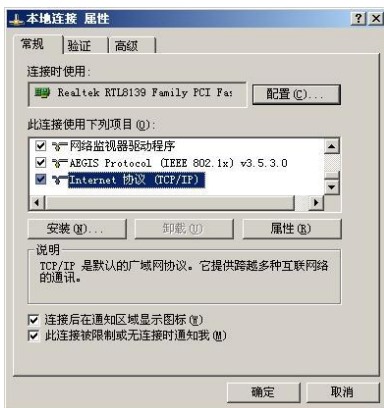 本地连接 属性
常规
验证
高级
连接时使用:
Realtek RTL8139 Family PCI Fas
配置(C)...
此连接使用下列项目(O):
网络监视器驱动程序
AEGIS Protocol (IEEE 802.1x) v3.5.3.0
Internet 协议 (TCP/IP)
安装(N)...
卸载(U)
属性(R)
说明
TCP/IP 是默认的广域网协议。它提供跨越多种互联网络
的通讯。
连接后在通知区域显示图标(W)
此连接被限制或无连接时通知我(M)
确定
取消